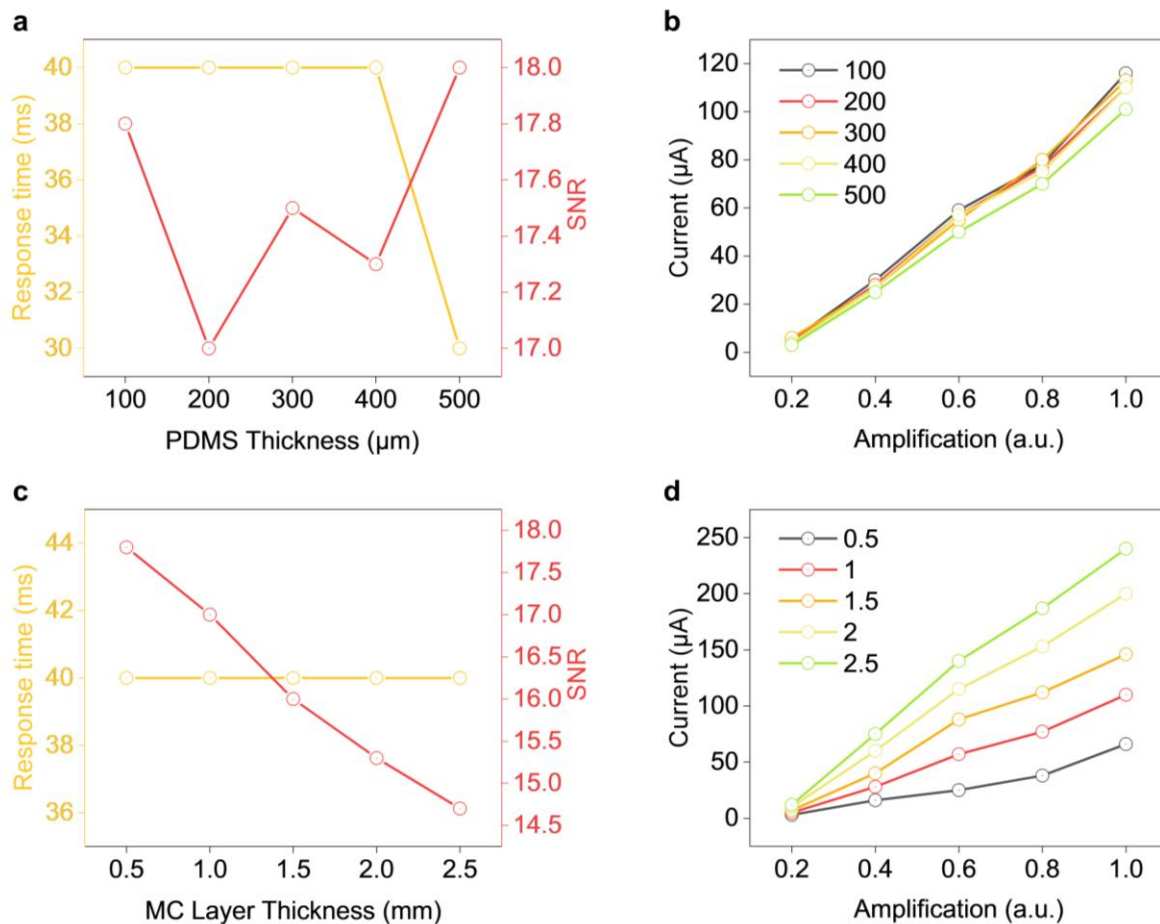 a
40
38
36
34
32
30
Response time (ms)
18.0
17.8
17.6
17.4
17.2
17.0
SNR
100 200 300 400 500
PDMS Thickness (µm)
b
120
100
80
60
40
20
0
Current (µA)
100
200
300
400
500
0.2 0.4 0.6 0.8 1.0
Amplification (a.u.)
c
44
42
40
38
36
Response time (ms)
18.0
17.5
17.0
16.5
16.0
15.5
15.0
14.5
SNR
0.5 1.0 1.5 2.0 2.5
MC Layer Thickness (mm)
d
250
200
150
100
50
0
Current (µA)
0.5
1
1.5
2
2.5
0.2 0.4 0.6 0.8 1.0
Amplification (a.u.)